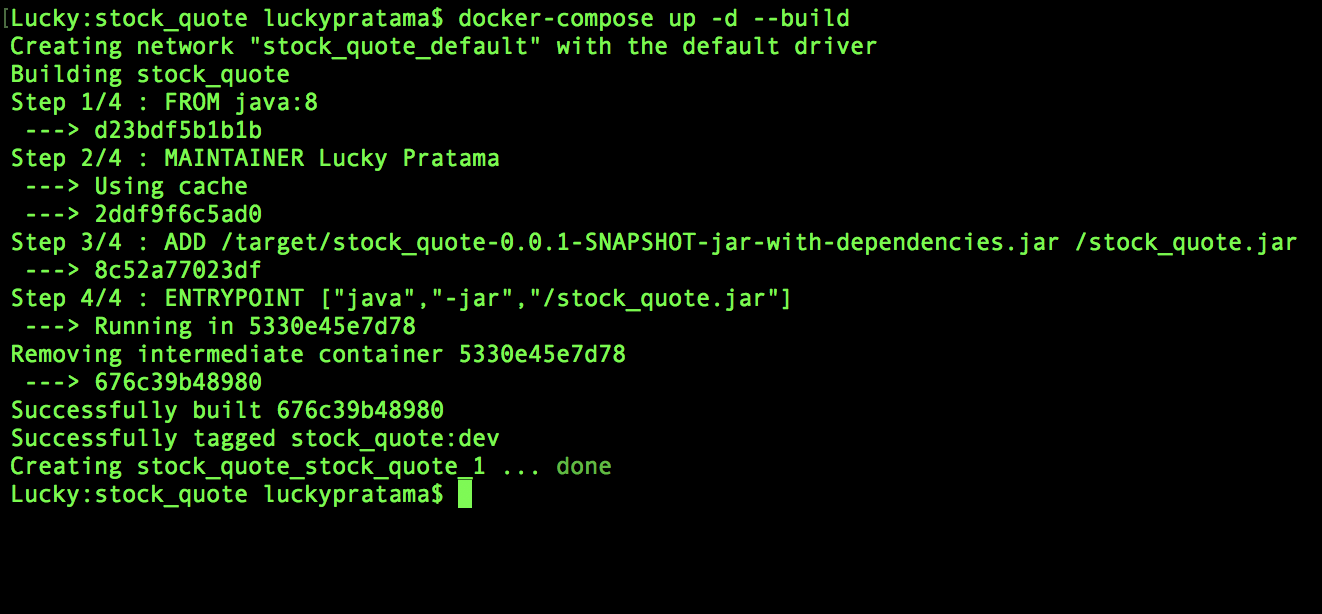 [Lucky:stock_quote luckypratama$ docker-compose up -d --build
Creating network "stock_quote_default" with the default driver
Building stock_quote
Step 1/4 : FROM java:8
 ---> d23bdf5b1b1b
Step 2/4 : MAINTAINER Lucky Pratama
 ---> Using cache
 ---> 2ddf9f6c5ad0
Step 3/4 : ADD /target/stock_quote-0.0.1-SNAPSHOT-jar-with-dependencies.jar /stock_quote.jar
 ---> 8c52a77023df
Step 4/4 : ENTRYPOINT ["java","-jar","/stock_quote.jar"]
 ---> Running in 5330e45e7d78
Removing intermediate container 5330e45e7d78
 ---> 676c39b48980
Successfully built 676c39b48980
Successfully tagged stock_quote:dev
Creating stock_quote_stock_quote_1 ... done
Lucky:stock_quote luckypratama$